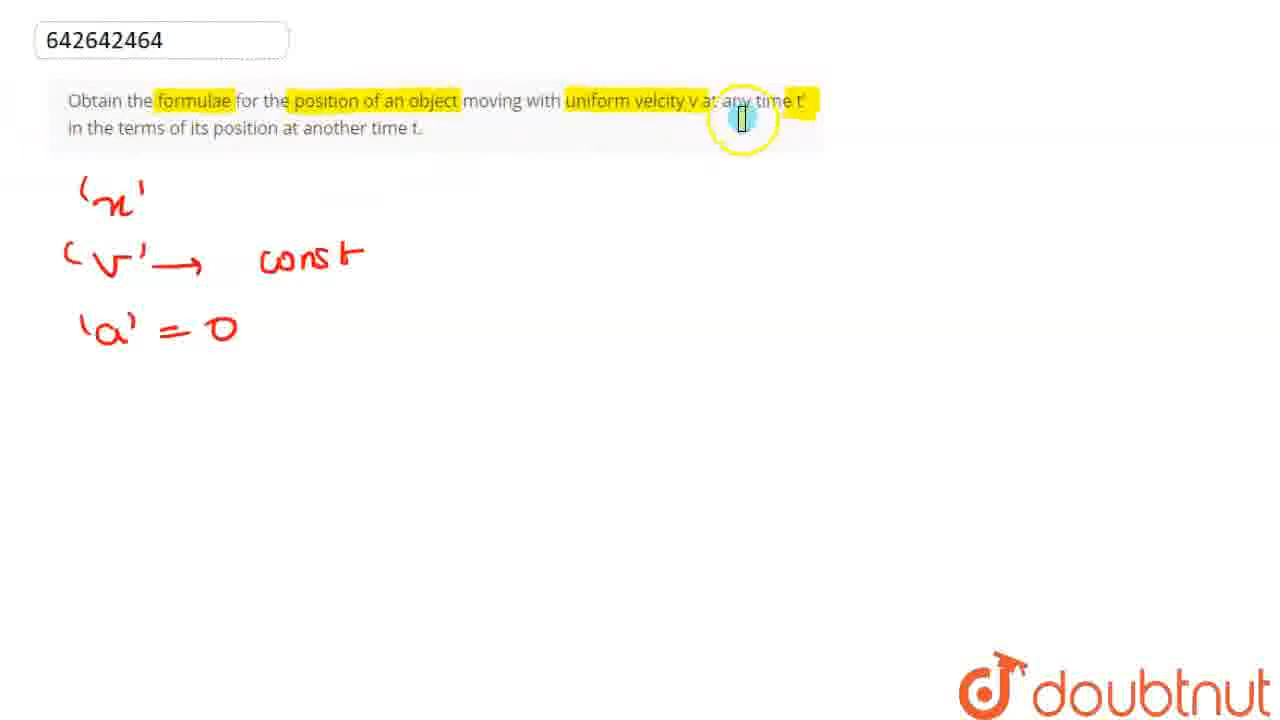 642642464
Obtain the formulae for the position of an object moving with uniform velcity v at any time t'
in the terms of its position at another time t.
'x'
'v' → const
'a' = 0
doubtnut